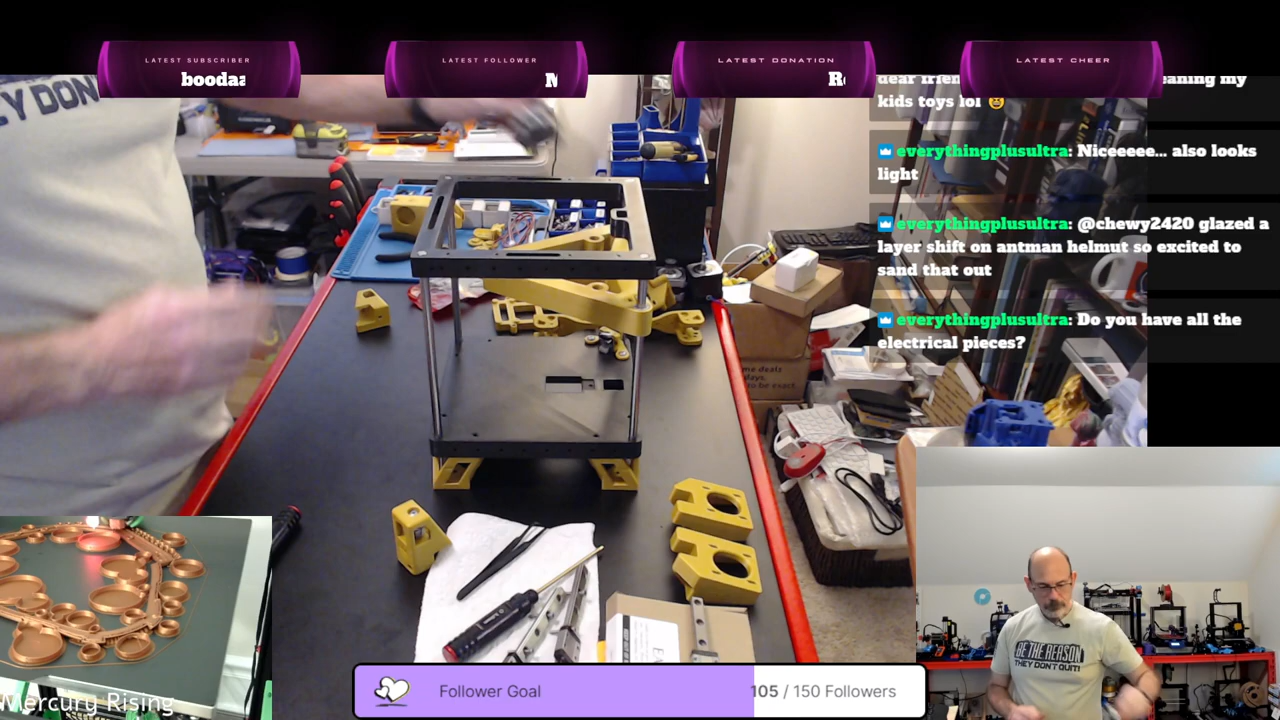 LATEST SUBSCRIBER
boodaa
LATEST FOLLOWER
LATEST DONATION
LATEST CHEER
eaning my
kids toys lol
everythingplusultra: Niceeeee... also looks
light
everythingplusultra: @chewy2420 glazed a
layer shift on antman helmut so excited to
sand that out
everythingplusultra: Do you have all the
electrical pieces?
EY DON
BE THE REASON
THEY DON'T QUIT!
Mercury Rising
Follower Goal
105 / 150 Followers